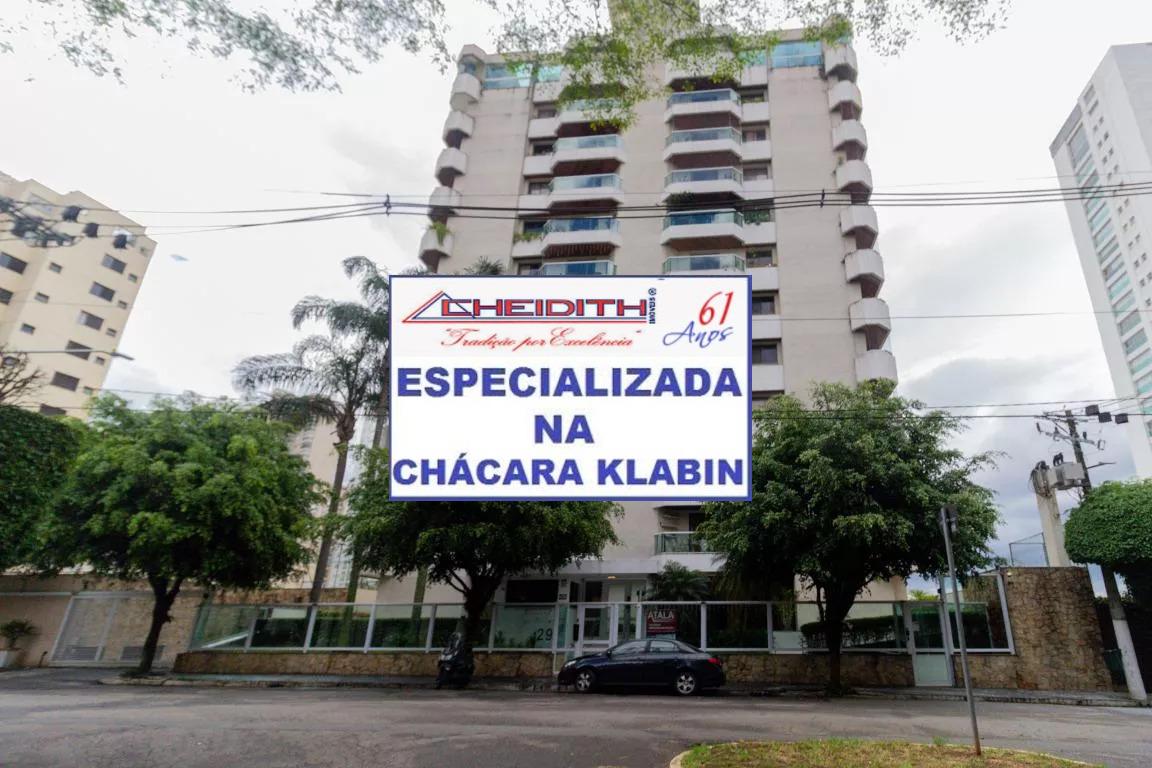 CHEIDITH IMÓVEIS ®
"Tradição por Excelência"
61 Anos
ESPECIALIZADA
NA
CHÁCARA KLABIN
29
ATALA